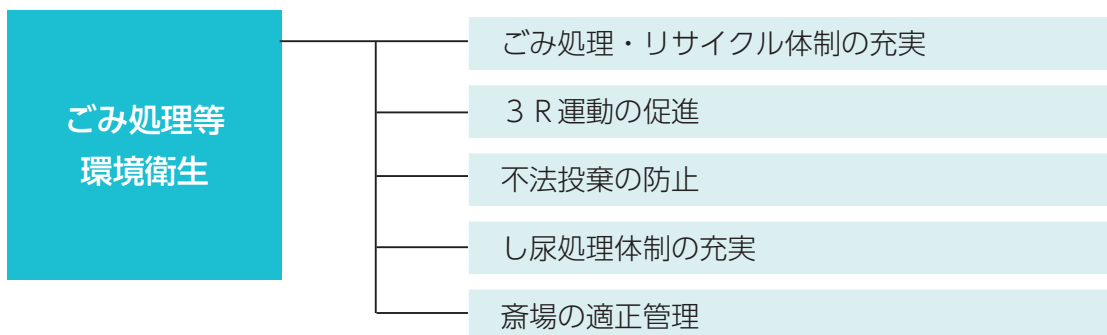 ごみ処理等
環境衛生
ごみ処理・リサイクル体制の充実
３Ｒ運動の促進
不法投棄の防止
し尿処理体制の充実
斎場の適正管理